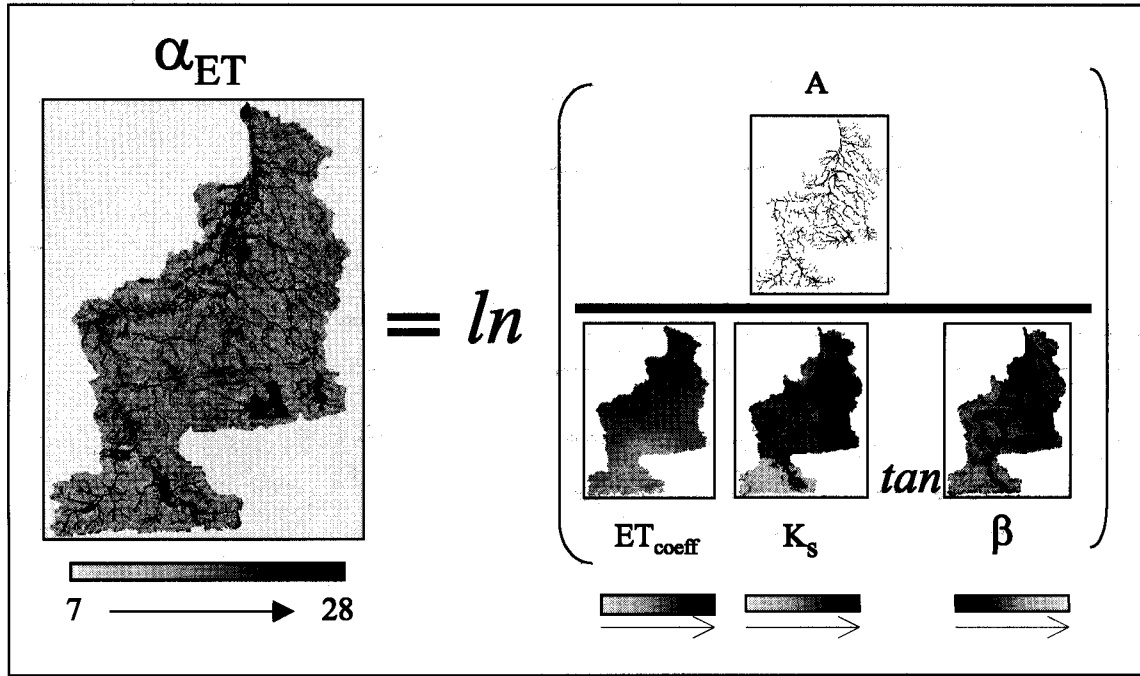 α_ET
A
= ln
tan
ET_coeff
K_s
β
7
28